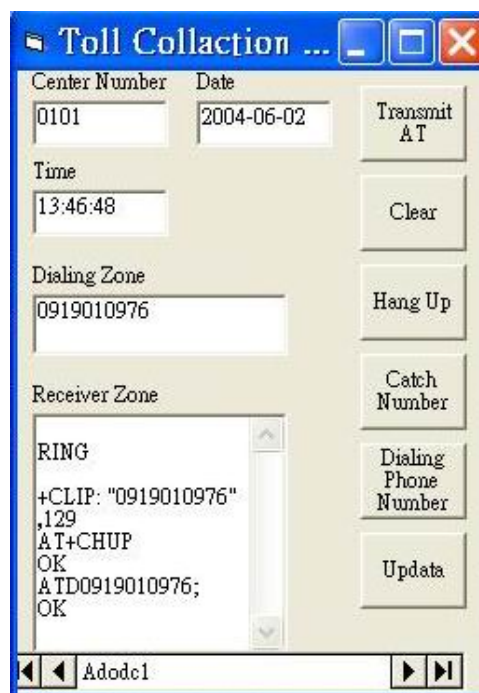 Toll Collaction ...
Center Number Date
0101 2004-06-02
Transmit
AT
Time
13:46:48
Clear
Dialing Zone
0919010976
Hang Up
Catch
Number
Receiver Zone
RING
+CLIP: "0919010976"
,129
AT+CHUP
OK
ATD0919010976;
OK
Dialing
Phone
Number
Updata
Adodc1